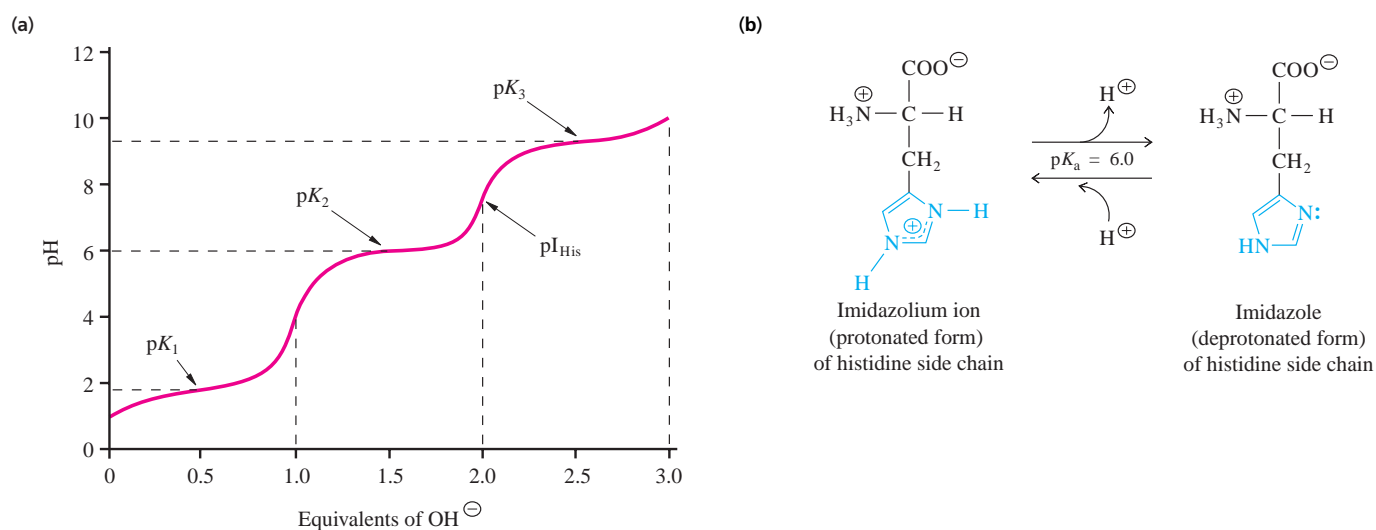 (a)
12
10
8
6
4
2
0
pH
pK₁
pK₂
pK₃
pI_His
0 0.5 1.0 1.5 2.0 2.5 3.0
Equivalents of OH⊖
(b)
COO⊖
⊕
H₃N—C—H
CH₂
N—H
⊕
N
H
Imidazolium ion
(protonated form)
of histidine side chain
H⊕
pKₐ = 6.0
H⊕
COO⊖
⊕
H₃N—C—H
CH₂
N:
HN
Imidazole
(deprotonated form)
of histidine side chain